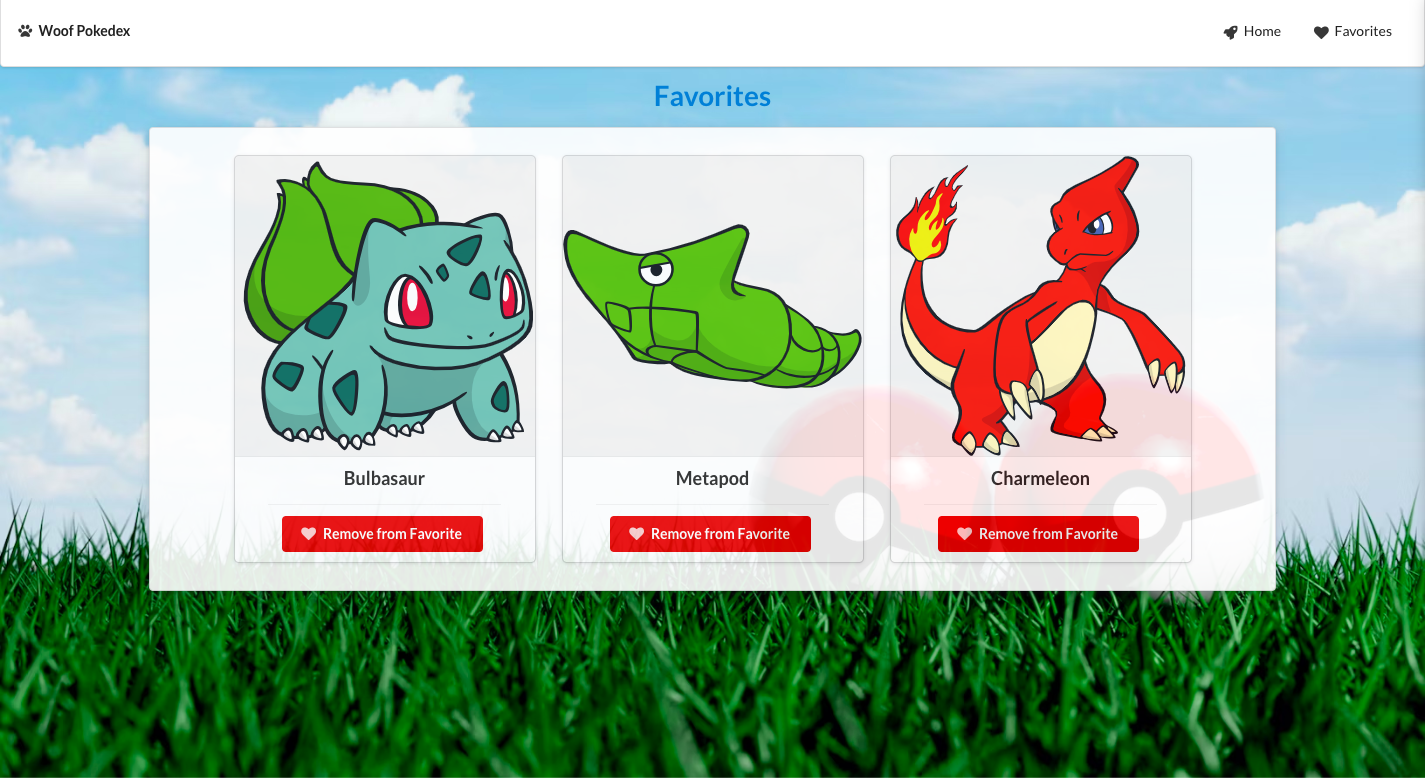 Woof Pokedex
Home
Favorites
Favorites
Bulbasaur
Metapod
Charmeleon
Remove from Favorite
Remove from Favorite
Remove from Favorite